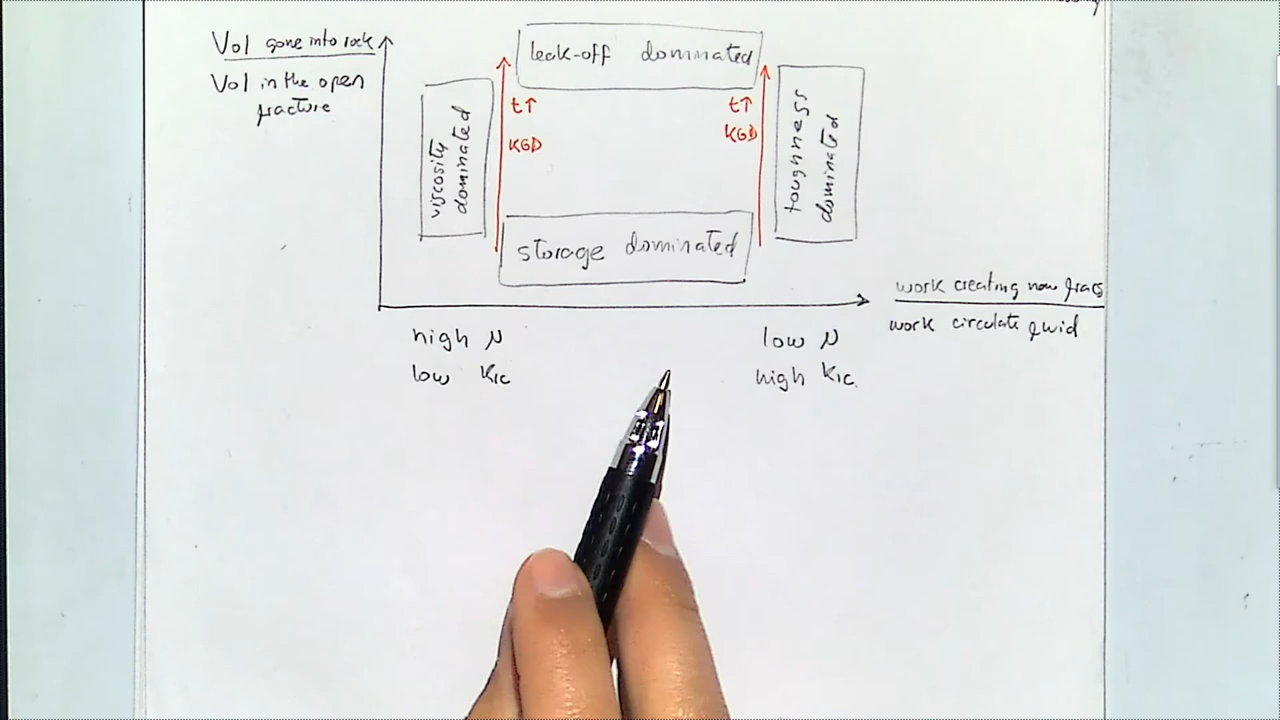 Vol gone into rock
Vol in the open
fracture
leak-off dominated
viscosity
dominated
t↑
KGD
t↑
KGD
toughness
dominated
storage dominated
work creating new fracs
work circulate fluid
high μ
low KIC
low μ
high KIC